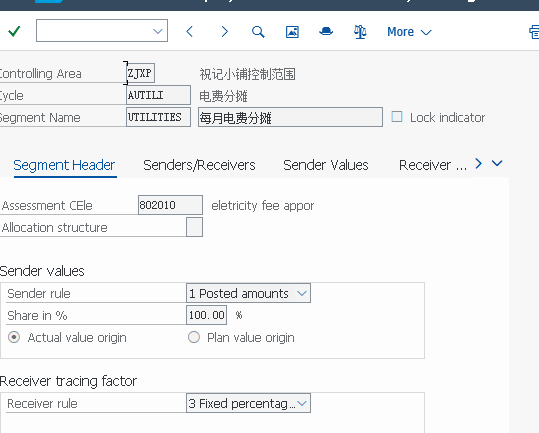 More
Controlling Area ZJXP 祝记小铺控制范围
Cycle AUTILI 电费分摊
Segment Name UTILITIES 每月电费分摊 Lock indicator
Segment Header Senders/Receivers Sender Values Receiver ...
Assessment CEle 802010 eletricity fee appor
Allocation structure
Sender values
Sender rule 1 Posted amounts
Share in % 100.00 %
Actual value origin Plan value origin
Receiver tracing factor
Receiver rule 3 Fixed percentag...